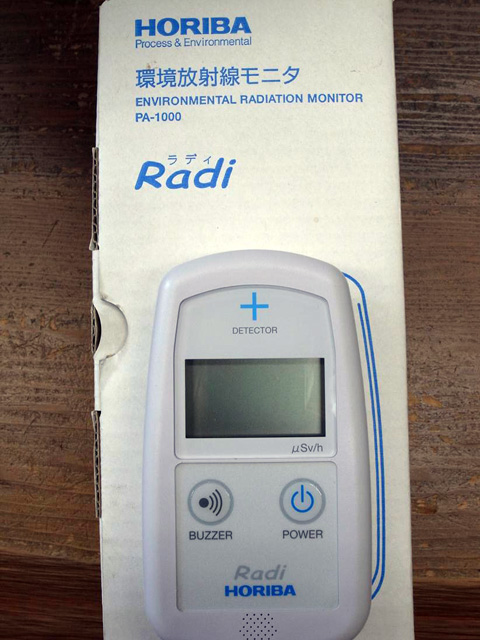 HORIBA
Process & Environmental
環境放射線モニタ
ENVIRONMENTAL RADIATION MONITOR
PA-1000
ラディ
Radi
DETECTOR
μSv/h
BUZZER
POWER
Radi
HORIBA